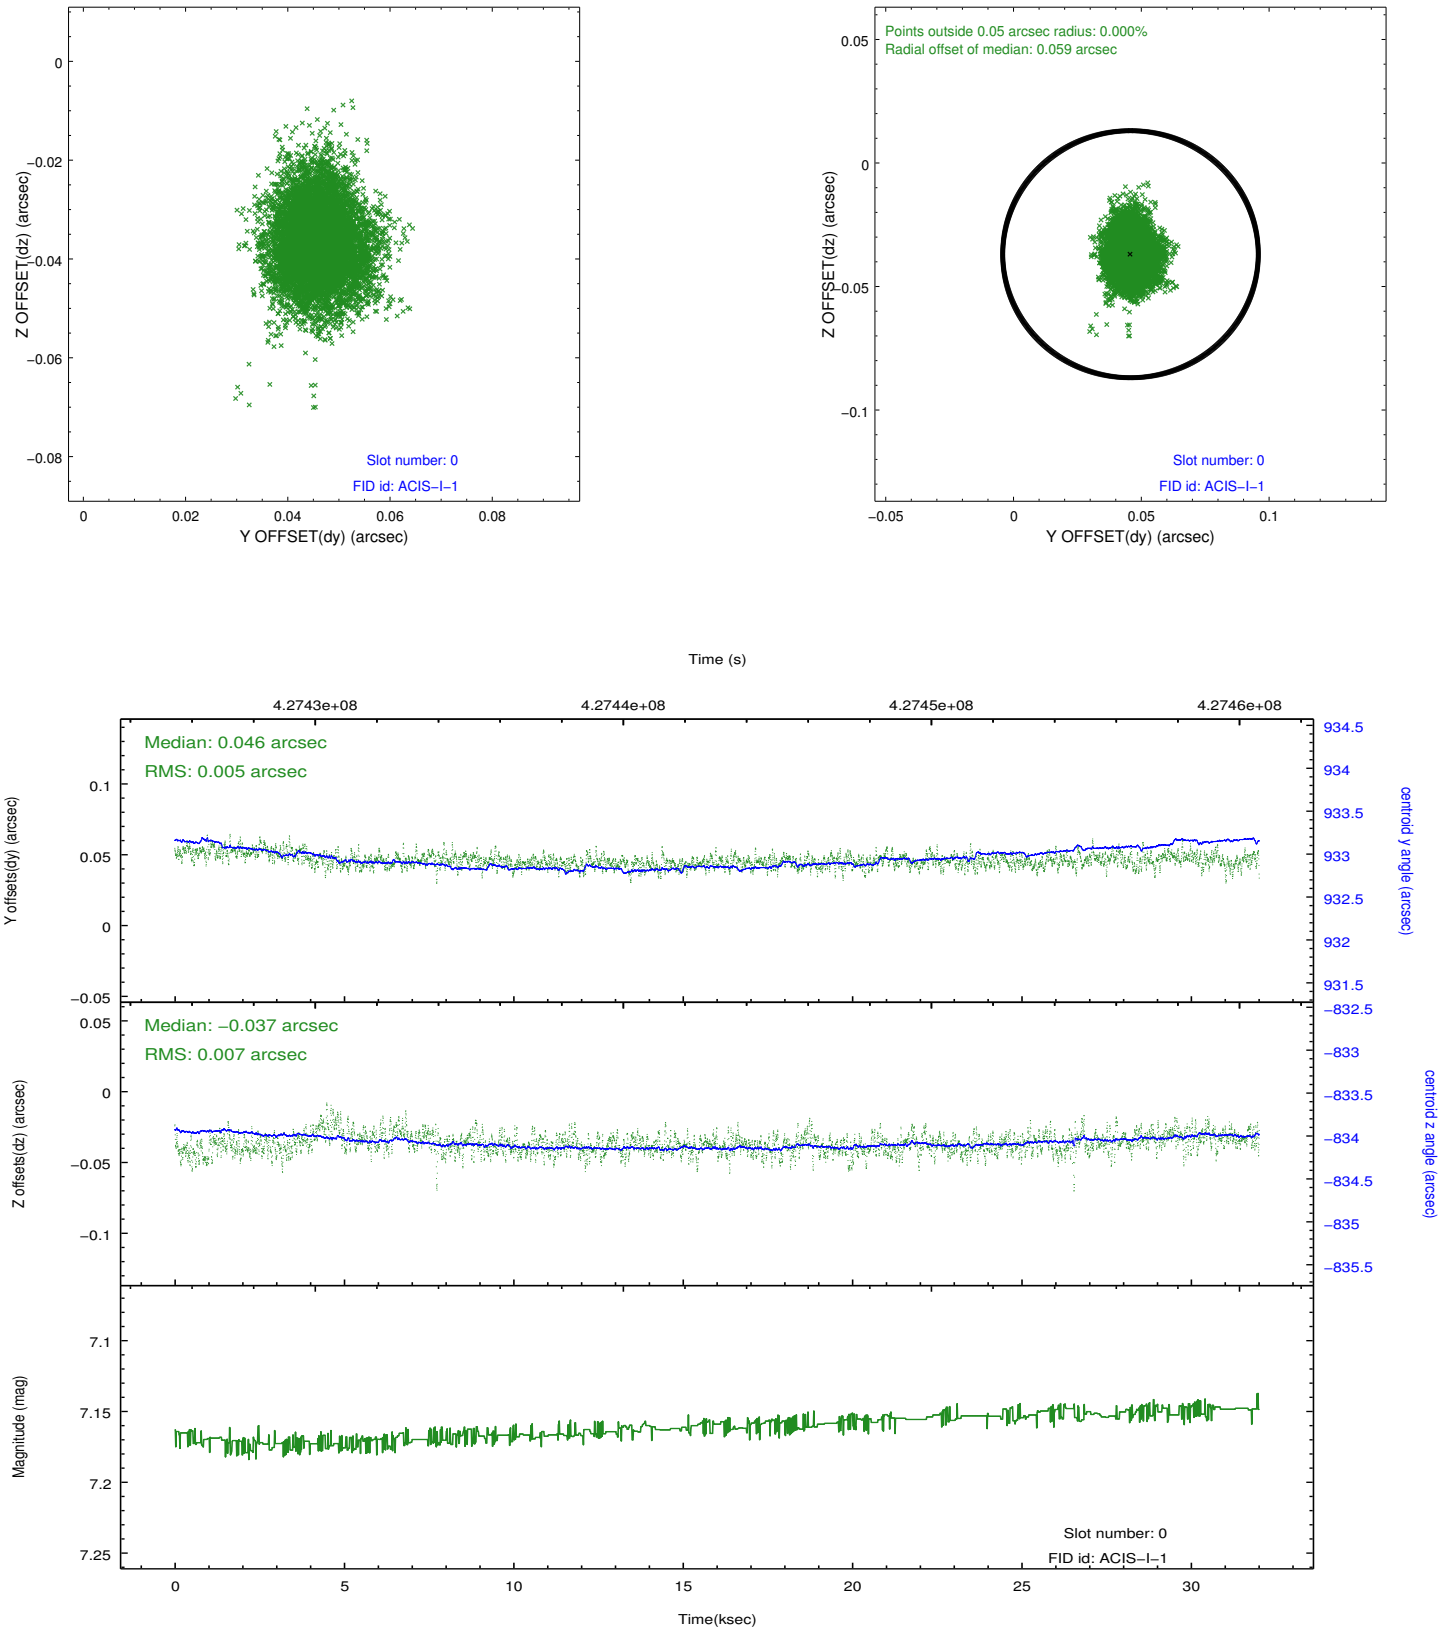 0
−0.02
−0.04
−0.06
−0.08
Z OFFSET(dz) (arcsec)
Slot number: 0
FID id: ACIS−I−1
0 0.02 0.04 0.06 0.08
Y OFFSET(dy) (arcsec)
Points outside 0.05 arcsec radius: 0.000%
Radial offset of median: 0.059 arcsec
0.05
0
−0.05
−0.1
Z OFFSET(dz) (arcsec)
Slot number: 0
FID id: ACIS−I−1
−0.05 0 0.05 0.1
Y OFFSET(dy) (arcsec)
Time (s)
4.2743e+08 4.2744e+08 4.2745e+08 4.2746e+08
Median: 0.046 arcsec
RMS: 0.005 arcsec
0.1
0.05
0
−0.05
Y offsets(dy) (arcsec)
934.5
934
933.5
933
932.5
932
931.5
centroid y angle (arcsec)
Median: −0.037 arcsec
RMS: 0.007 arcsec
0.05
0
−0.05
−0.1
Z offsets(dz) (arcsec)
−832.5
−833
−833.5
−834
−834.5
−835
−835.5
centroid z angle (arcsec)
7.1
7.15
7.2
7.25
Magnitude (mag)
Slot number: 0
FID id: ACIS−I−1
0 5 10 15 20 25 30
Time(ksec)